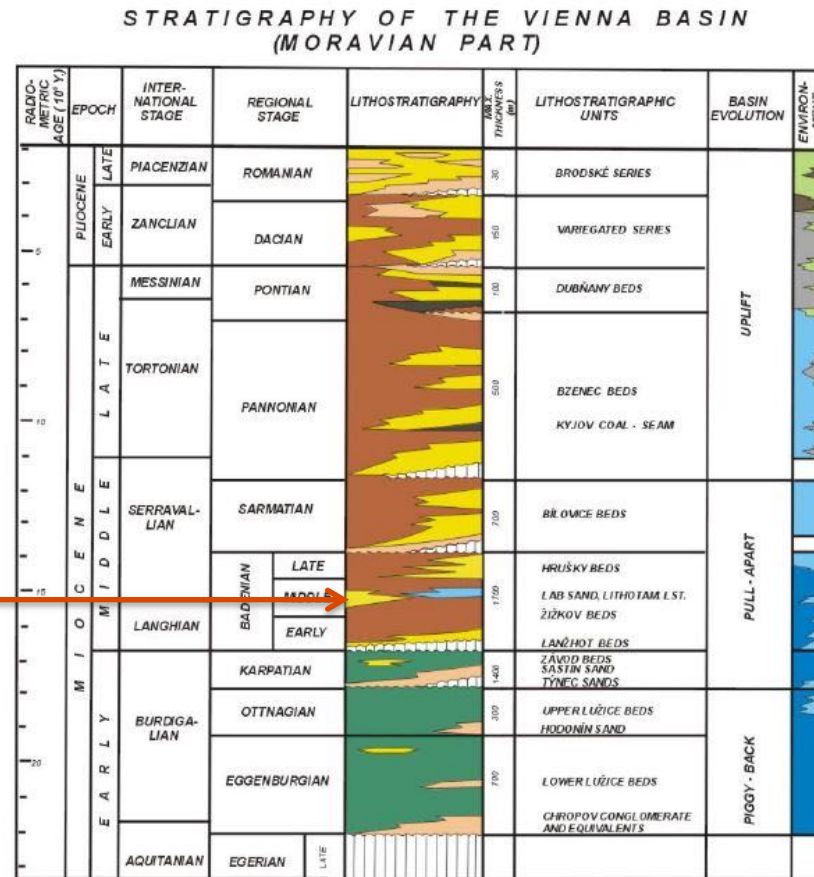 STRATIGRAPHY OF THE VIENNA BASIN
(MORAVIAN PART)
RADIO-
METRIC
AGE (10⁶ Y.)
EPOCH
INTER-
NATIONAL
STAGE
REGIONAL
STAGE
LITHOSTRATIGRAPHY
MAX.
THICKNESS
(m)
LITHOSTRATIGRAPHIC
UNITS
BASIN
EVOLUTION
PLIOCENE
LATE
EARLY
PIACENZIAN
ROMANIAN
30
BRODSKÉ SERIES
ZANCLIAN
DACIAN
150
VARIEGATED SERIES
5
MIOCENE
LATE
MESSINIAN
PONTIAN
100
DUBŇANY BEDS
UPLIFT
TORTONIAN
PANNONIAN
500
BZENEC BEDS
KYJOV COAL - SEAM
10
MIDDLE
SERRAVAL-
LIAN
SARMATIAN
700
BÍLOVICE BEDS
PULL - APART
BADENIAN
LATE
MIDDLE
EARLY
1700
HRUŠKY BEDS
LAB SAND, LITHOTAM. LST.
ŽIŽKOV BEDS
LANŽHOT BEDS
15
LANGHIAN
EARLY
BURDIGA-
LIAN
KARPATIAN
1400
ZÁVOD BEDS
ŠAŠTÍN SAND
TÝNEC SANDS
OTTNAGIAN
300
UPPER LUŽICE BEDS
HODONÍN SAND
PIGGY - BACK
20
EGGENBURGIAN
700
LOWER LUŽICE BEDS
CHROPOV CONGLOMERATE
AND EQUIVALENTS
AQUITANIAN
EGERIAN
LATE